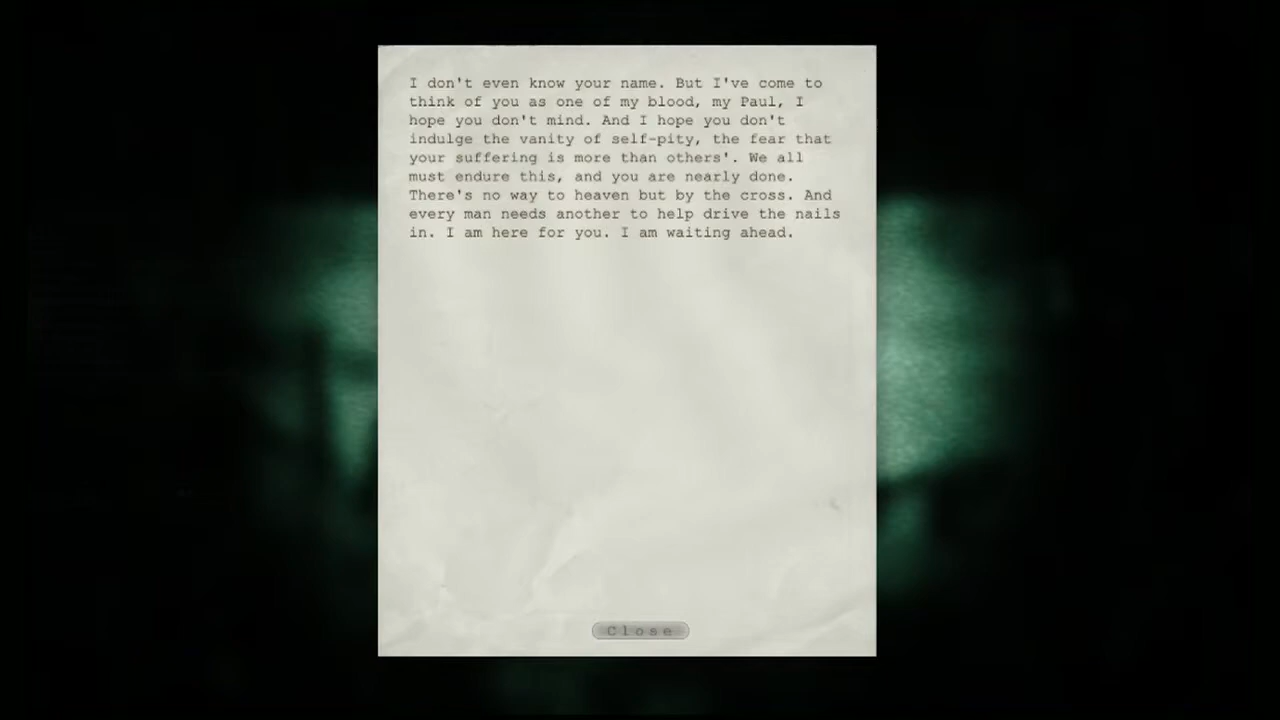 I don't even know your name. But I've come to
think of you as one of my blood, my Paul, I
hope you don't mind. And I hope you don't
indulge the vanity of self-pity, the fear that
your suffering is more than others'. We all
must endure this, and you are nearly done.
There's no way to heaven but by the cross. And
every man needs another to help drive the nails
in. I am here for you. I am waiting ahead.
Close